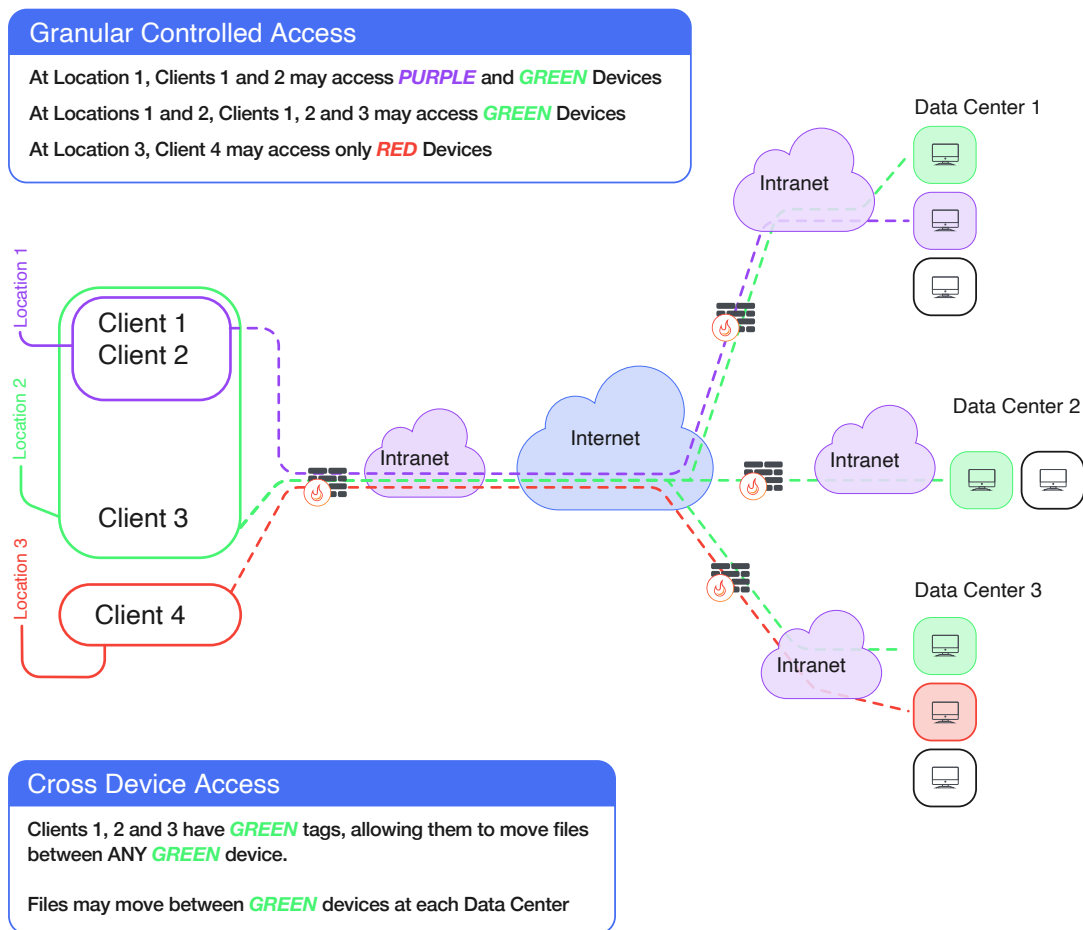 Granular Controlled Access
At Location 1, Clients 1 and 2 may access PURPLE and GREEN Devices
At Locations 1 and 2, Clients 1, 2 and 3 may access GREEN Devices
At Location 3, Client 4 may access only RED Devices
Data Center 1
Intranet
Location 1
Client 1
Client 2
Location 2
Client 3
Location 3
Client 4
Intranet
Internet
Data Center 2
Intranet
Data Center 3
Intranet
Cross Device Access
Clients 1, 2 and 3 have GREEN tags, allowing them to move files
between ANY GREEN device.
Files may move between GREEN devices at each Data Center